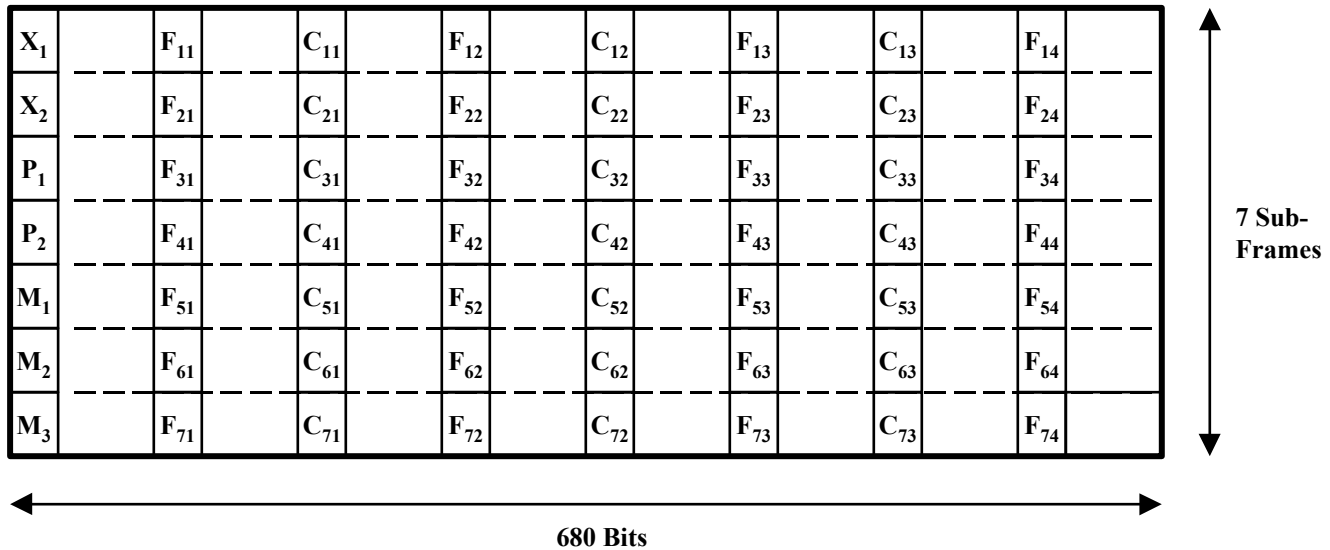 X₁ F₁₁ C₁₁ F₁₂ C₁₂ F₁₃ C₁₃ F₁₄
X₂ F₂₁ C₂₁ F₂₂ C₂₂ F₂₃ C₂₃ F₂₄
P₁ F₃₁ C₃₁ F₃₂ C₃₂ F₃₃ C₃₃ F₃₄
P₂ F₄₁ C₄₁ F₄₂ C₄₂ F₄₃ C₄₃ F₄₄
M₁ F₅₁ C₅₁ F₅₂ C₅₂ F₅₃ C₅₃ F₅₄
M₂ F₆₁ C₆₁ F₆₂ C₆₂ F₆₃ C₆₃ F₆₄
M₃ F₇₁ C₇₁ F₇₂ C₇₂ F₇₃ C₇₃ F₇₄
7 Sub-
Frames
680 Bits